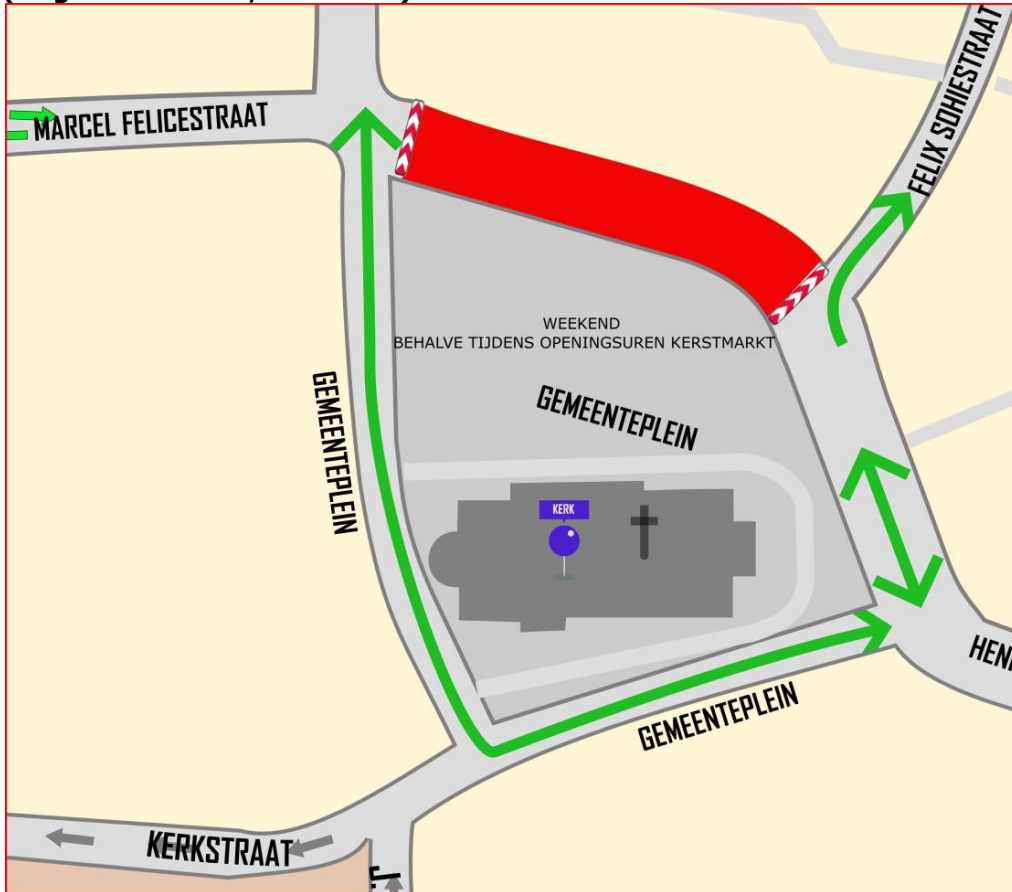 MARCEL FELICESTRAAT
FELIX SOHIESTRAAT
WEEKEND
BEHALVE TIJDENS OPENINGSUREN KERSTMARKT
GEMEENTEPLEIN
GEMEENTEPLEIN
KERK
GEMEENTEPLEIN
KERKSTRAAT